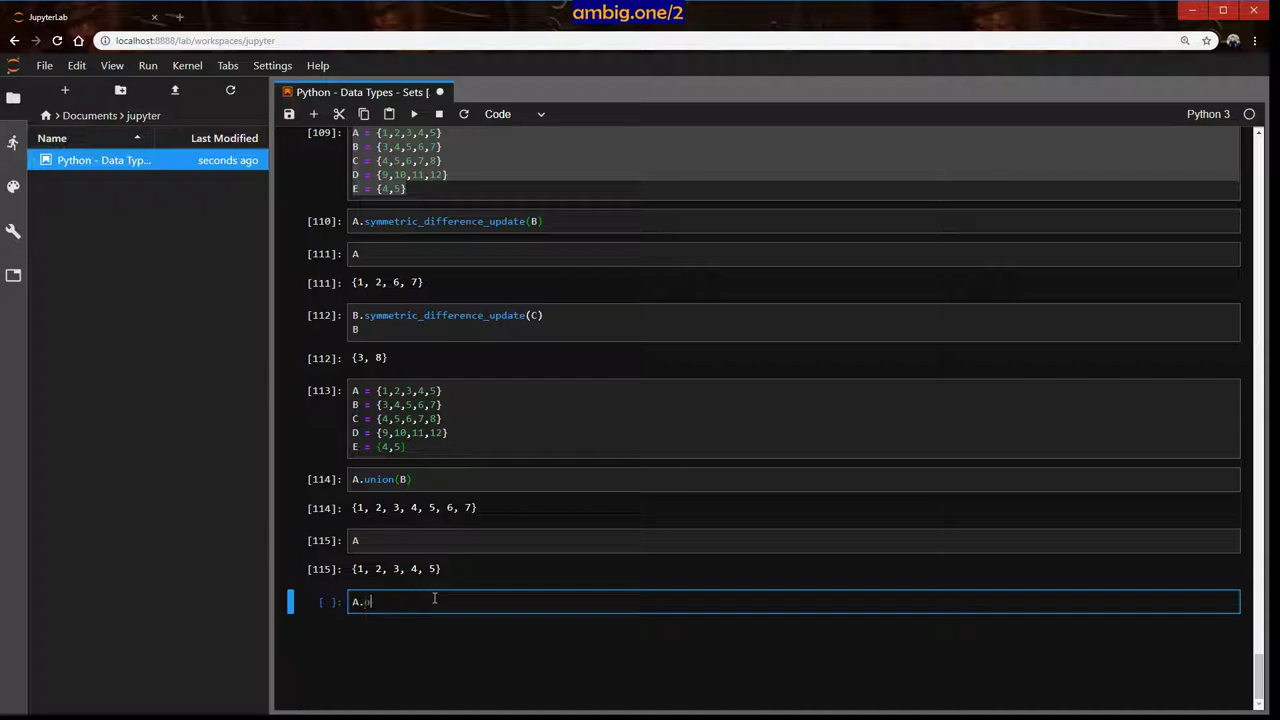 ambig.one/2
JupyterLab
localhost:8888/lab/workspaces/jupyter
File Edit View Run Kernel Tabs Settings Help
Python - Data Types - Sets [
Code
Python 3
Documents jupyter
Name Last Modified
Python - Data Typ... seconds ago
[109]: A = {1,2,3,4,5}
B = {3,4,5,6,7}
C = {4,5,6,7,8}
D = {9,10,11,12}
E = {4,5}
[110]: A.symmetric_difference_update(B)
[111]: A
[111]: {1, 2, 6, 7}
[112]: B.symmetric_difference_update(C)
B
[112]: {3, 8}
[113]: A = {1,2,3,4,5}
B = {3,4,5,6,7}
C = {4,5,6,7,8}
D = {9,10,11,12}
E = {4,5}
[114]: A.union(B)
[114]: {1, 2, 3, 4, 5, 6, 7}
[115]: A
[115]: {1, 2, 3, 4, 5}
[ ]: A.